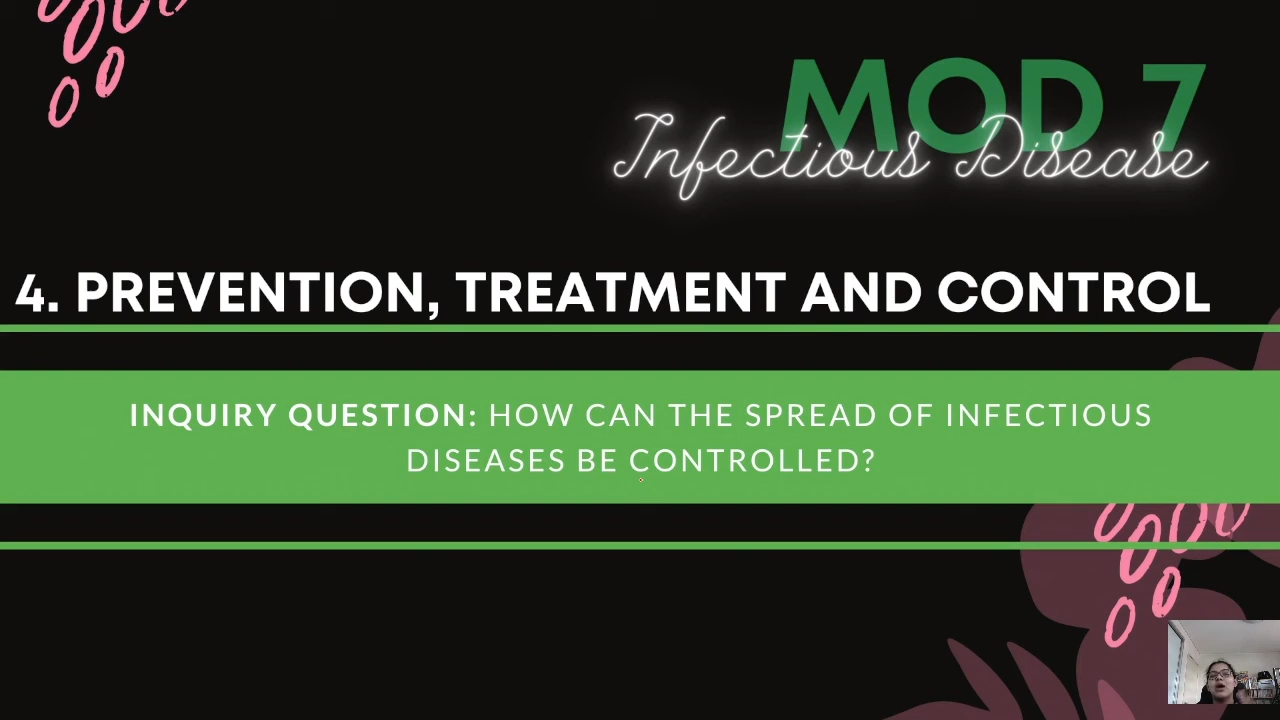 MOD 7
Infectious Disease
4. PREVENTION, TREATMENT AND CONTROL
INQUIRY QUESTION: HOW CAN THE SPREAD OF INFECTIOUS
DISEASES BE CONTROLLED?